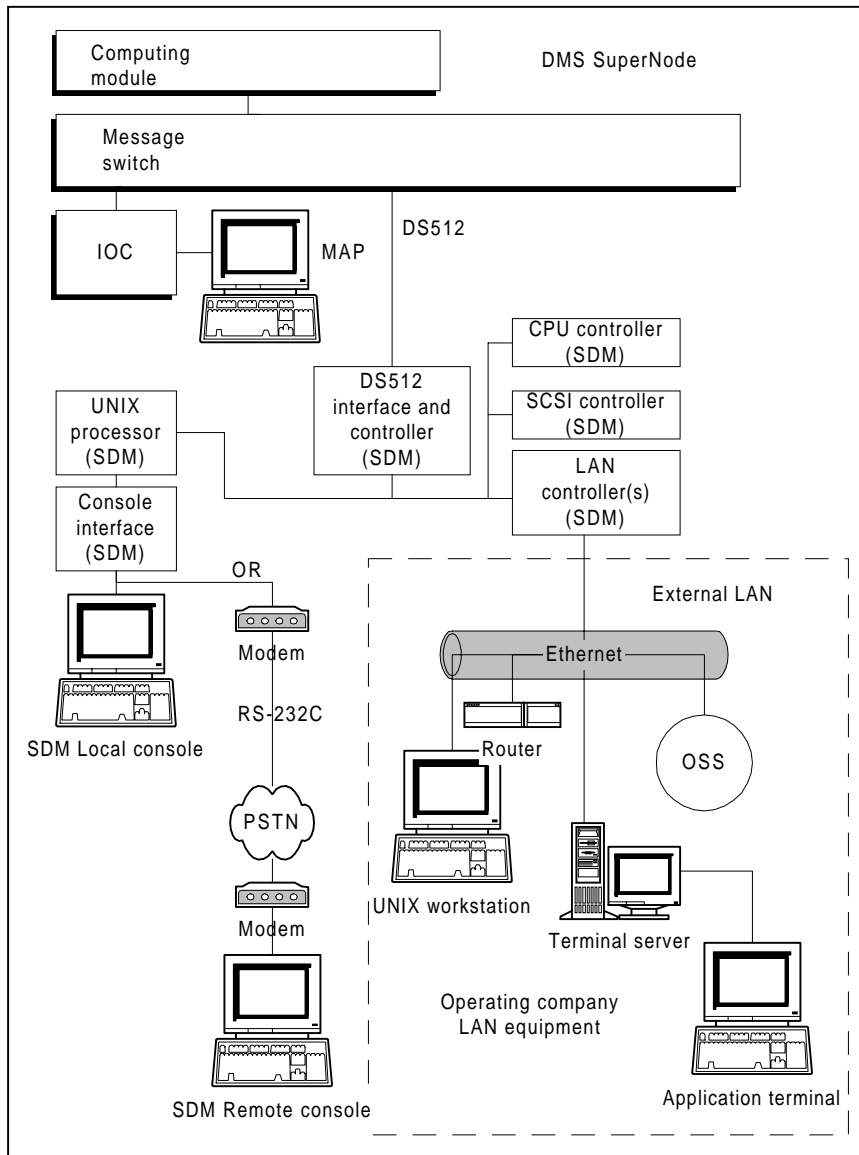 Computing
module
DMS SuperNode
Message
switch
IOC
MAP
DS512
CPU controller
(SDM)
DS512
interface and
controller
(SDM)
SCSI controller
(SDM)
UNIX
processor
(SDM)
LAN
controller(s)
(SDM)
Console
interface
(SDM)
OR
External LAN
Modem
Ethernet
RS-232C
SDM Local console
Router
OSS
PSTN
Modem
UNIX workstation
Terminal server
Operating company
LAN equipment
SDM Remote console
Application terminal